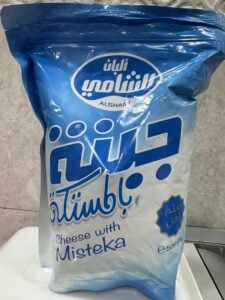 ألبان
الشامي
ALSHAMI
جبنة
بالمستكة
Cheese with
Misteka